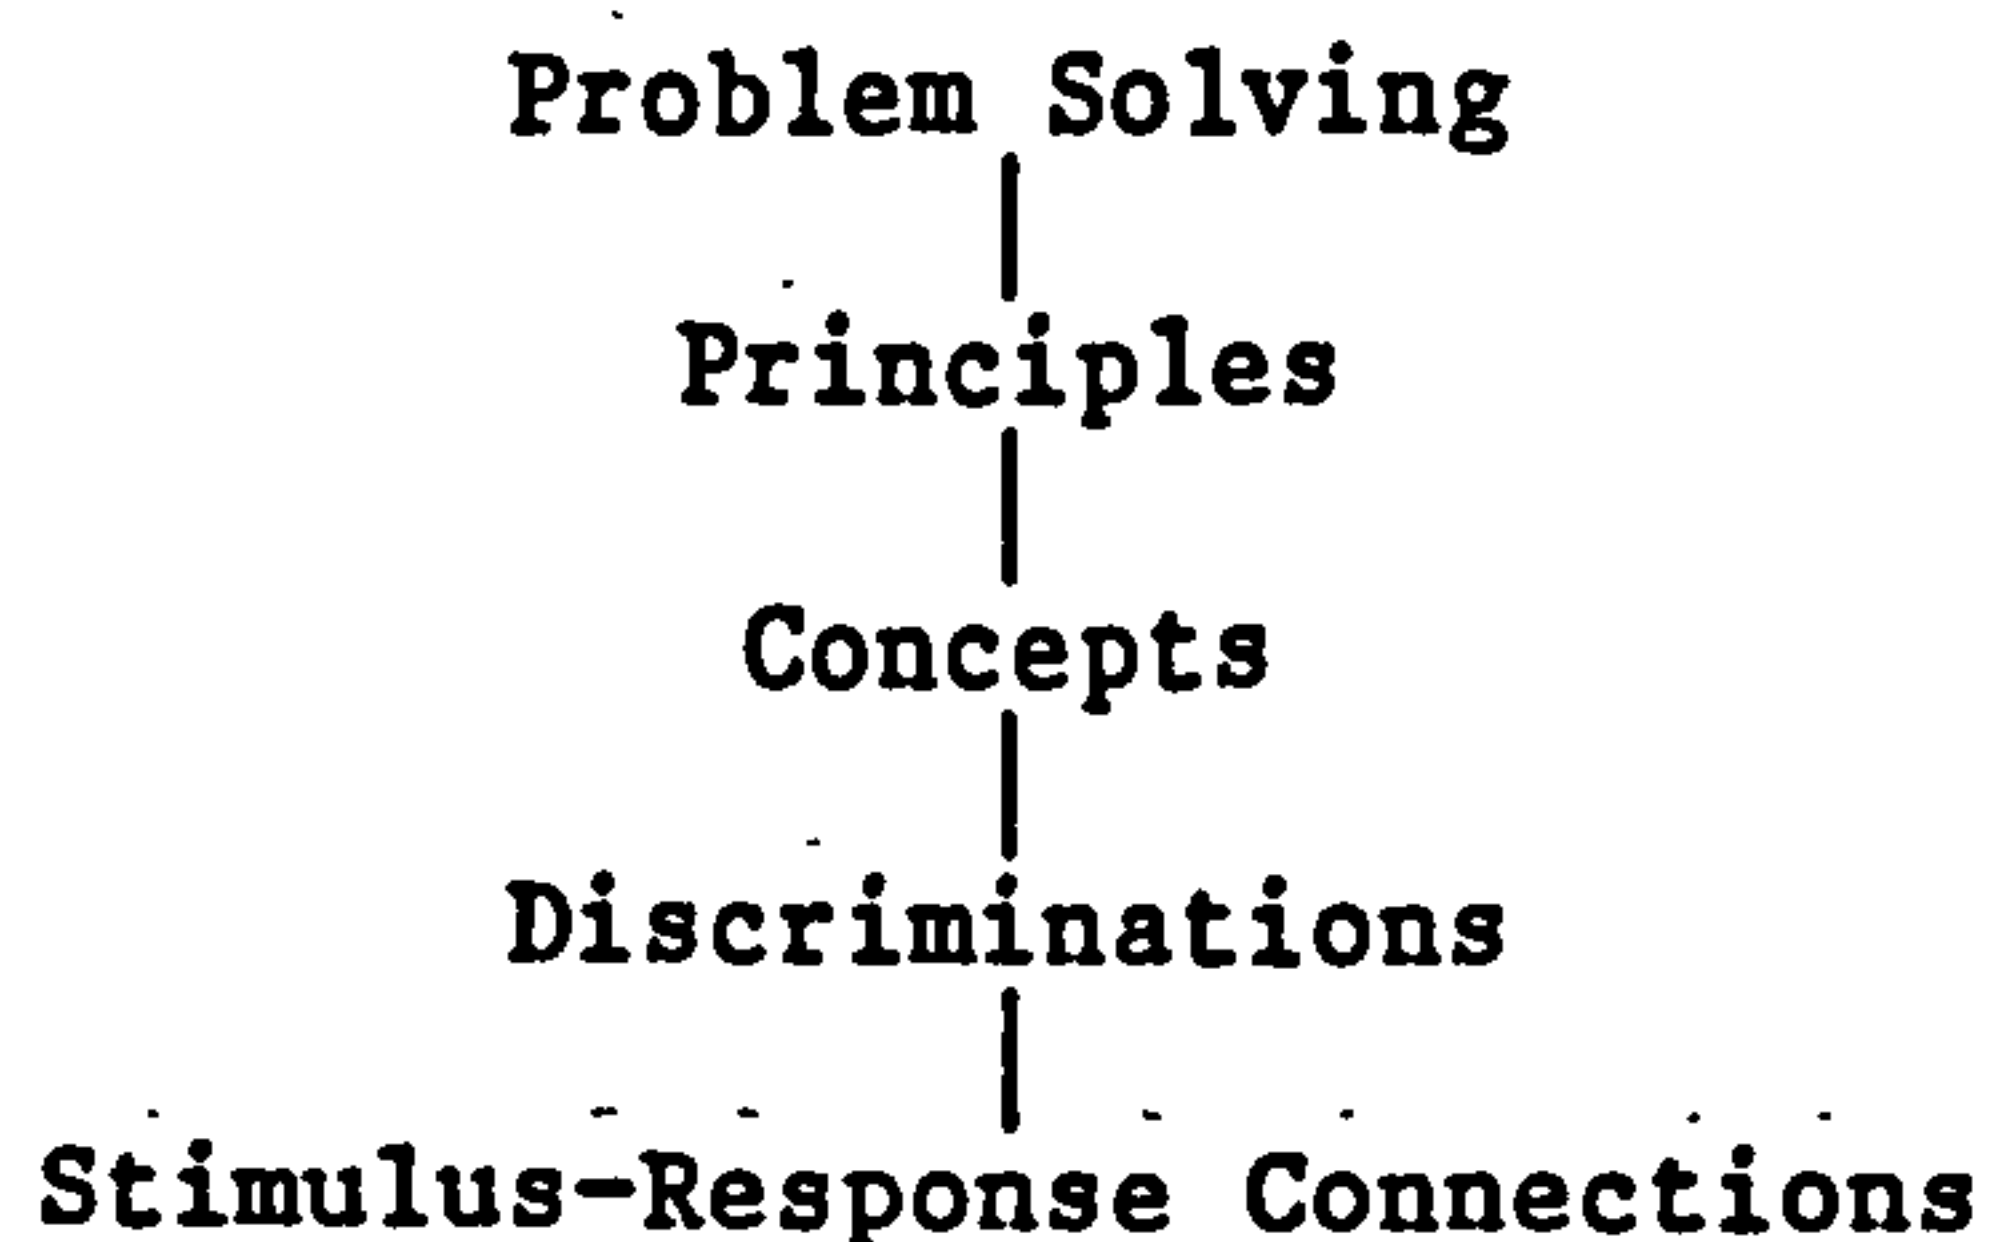 Problem Solving
Principles
Concepts
Discriminations
Stimulus-Response Connections